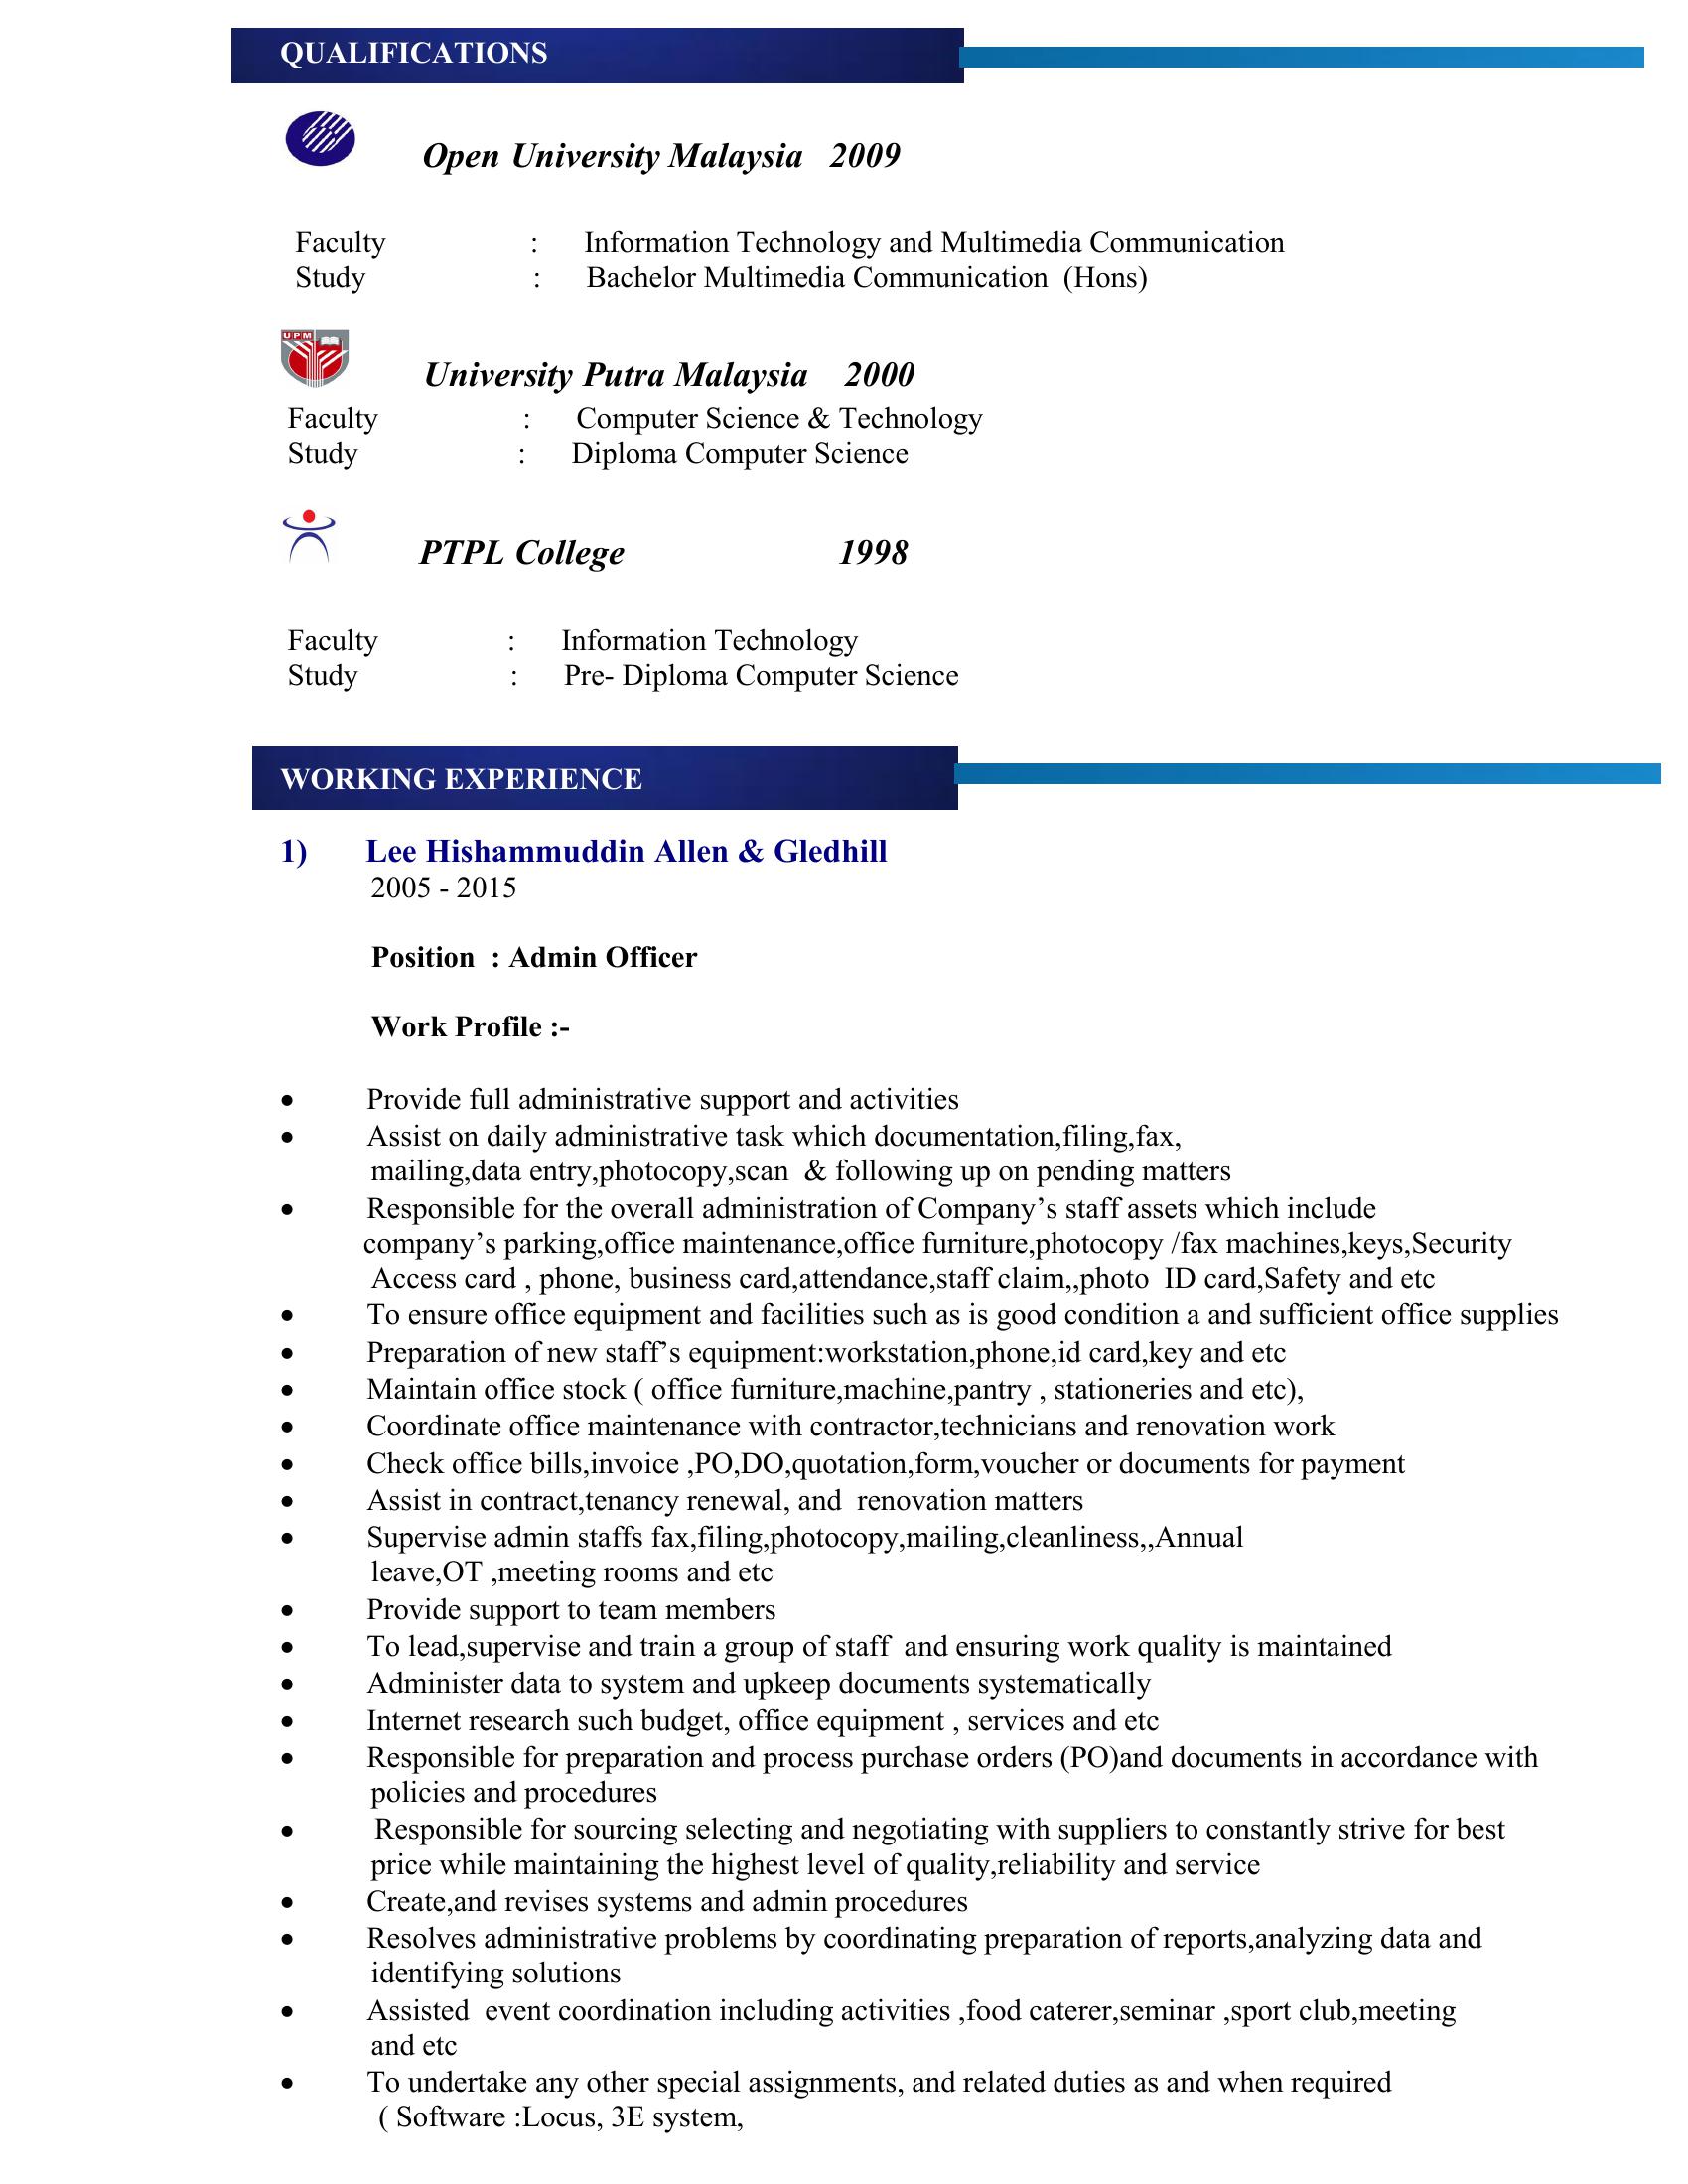 QUALIFICATIONS
Open University Malaysia 2009
Faculty : Information Technology and Multimedia Communication
Study : Bachelor Multimedia Communication (Hons)
UPM
University Putra Malaysia 2000
Faculty : Computer Science & Technology
Study : Diploma Computer Science
PTPL College 1998
Faculty : Information Technology
Study : Pre- Diploma Computer Science
WORKING EXPERIENCE
1) Lee Hishammuddin Allen & Gledhill
2005 - 2015
Position : Admin Officer
Work Profile :-
• Provide full administrative support and activities
• Assist on daily administrative task which documentation,filing,fax,
mailing,data entry,photocopy,scan & following up on pending matters
• Responsible for the overall administration of Company’s staff assets which include
company’s parking,office maintenance,office furniture,photocopy /fax machines,keys,Security
Access card , phone, business card,attendance,staff claim,,photo ID card,Safety and etc
• To ensure office equipment and facilities such as is good condition a and sufficient office supplies
• Preparation of new staff’s equipment:workstation,phone,id card,key and etc
• Maintain office stock ( office furniture,machine,pantry , stationeries and etc),
• Coordinate office maintenance with contractor,technicians and renovation work
• Check office bills,invoice ,PO,DO,quotation,form,voucher or documents for payment
• Assist in contract,tenancy renewal, and renovation matters
• Supervise admin staffs fax,filing,photocopy,mailing,cleanliness,,Annual
leave,OT ,meeting rooms and etc
• Provide support to team members
• To lead,supervise and train a group of staff and ensuring work quality is maintained
• Administer data to system and upkeep documents systematically
• Internet research such budget, office equipment , services and etc
• Responsible for preparation and process purchase orders (PO)and documents in accordance with
policies and procedures
• Responsible for sourcing selecting and negotiating with suppliers to constantly strive for best
price while maintaining the highest level of quality,reliability and service
• Create,and revises systems and admin procedures
• Resolves administrative problems by coordinating preparation of reports,analyzing data and
identifying solutions
• Assisted event coordination including activities ,food caterer,seminar ,sport club,meeting
and etc
• To undertake any other special assignments, and related duties as and when required
( Software :Locus, 3E system,